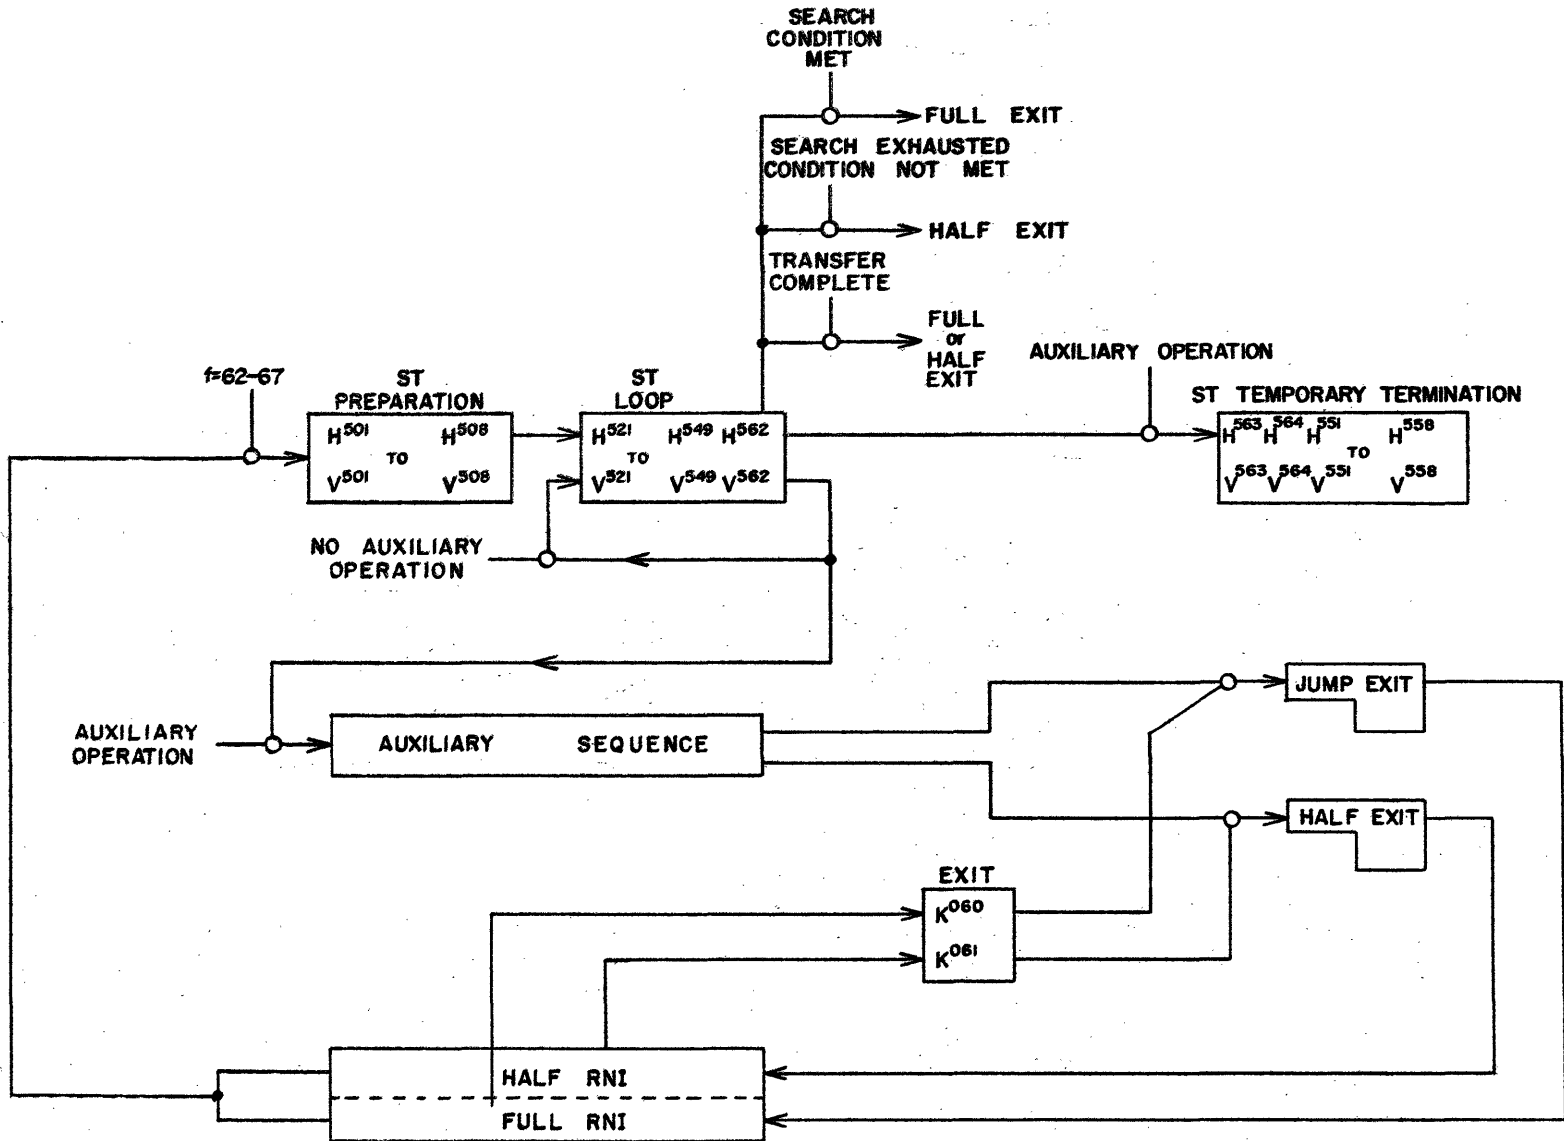 SEARCH
CONDITION
MET
FULL EXIT
SEARCH EXHAUSTED
CONDITION NOT MET
HALF EXIT
TRANSFER
COMPLETE
FULL
or
HALF
EXIT
AUXILIARY OPERATION
f=62-67
ST
PREPARATION
ST
LOOP
ST TEMPORARY TERMINATION
H501 H508
TO
V501 V508
H521 H549 H562
TO
V521 V549 V562
H563 H564 H551 H558
TO
V563 V564 V551 V558
NO AUXILIARY
OPERATION
AUXILIARY
OPERATION
AUXILIARY SEQUENCE
JUMP EXIT
HALF EXIT
EXIT
K060
K061
HALF RNI
FULL RNI